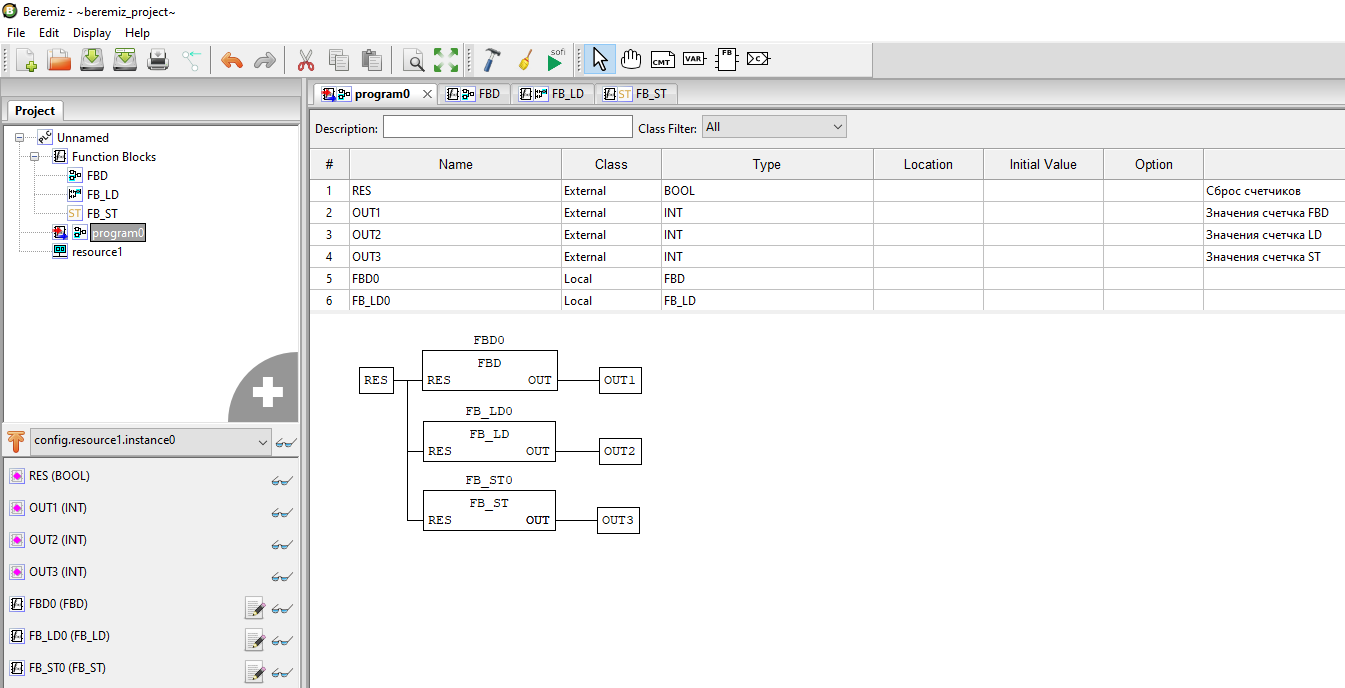 Beremiz - ~beremiz_project~
File Edit Display Help
sofi
CMT VAR FB C
Project
Unnamed
Function Blocks
FBD
FB_LD
ST FB_ST
program0
resource1
config.resource1.instance0
RES (BOOL)
OUT1 (INT)
OUT2 (INT)
OUT3 (INT)
FBD0 (FBD)
FB_LD0 (FB_LD)
FB_ST0 (FB_ST)
program0 FBD FB_LD ST FB_ST
Description: Class Filter: All
# Name Class Type Location Initial Value Option
1 RES External BOOL Сброс счетчиков
2 OUT1 External INT Значения счетчка FBD
3 OUT2 External INT Значения счетчка LD
4 OUT3 External INT Значения счетчка ST
5 FBD0 Local FBD
6 FB_LD0 Local FB_LD
FBD0
FBD
RES RES OUT OUT1
FB_LD0
FB_LD
RES OUT OUT2
FB_ST0
FB_ST
RES OUT OUT3